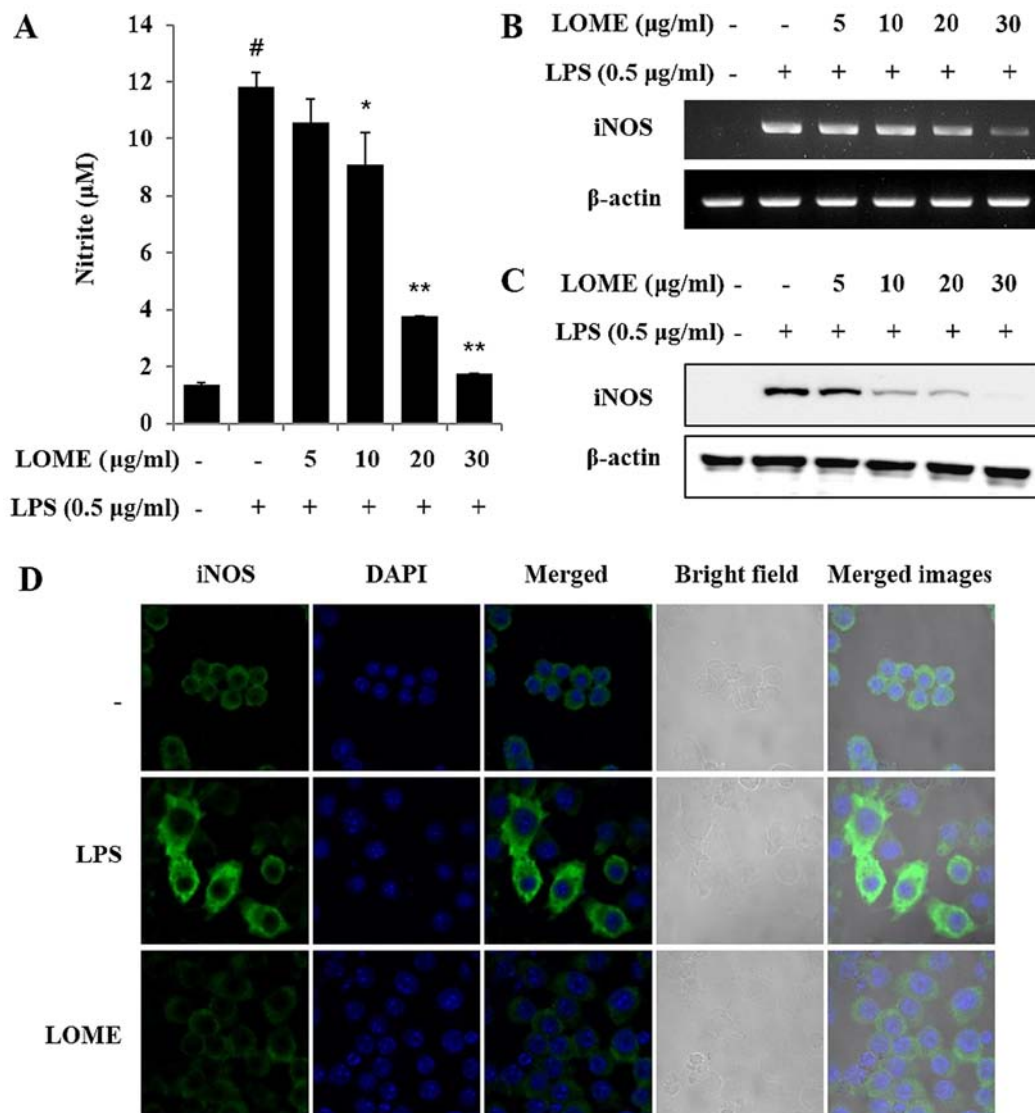 A
Nitrite (µM)
14
12
10
8
6
4
2
0
#
*
**
**
LOME (µg/ml) - - 5 10 20 30
LPS (0.5 µg/ml) - + + + + +
B
LOME (µg/ml) - - 5 10 20 30
LPS (0.5 µg/ml) - + + + + +
iNOS
β-actin
C
LOME (µg/ml) - - 5 10 20 30
LPS (0.5 µg/ml) - + + + + +
iNOS
β-actin
D
iNOS DAPI Merged Bright field Merged images
-
LPS
LOME